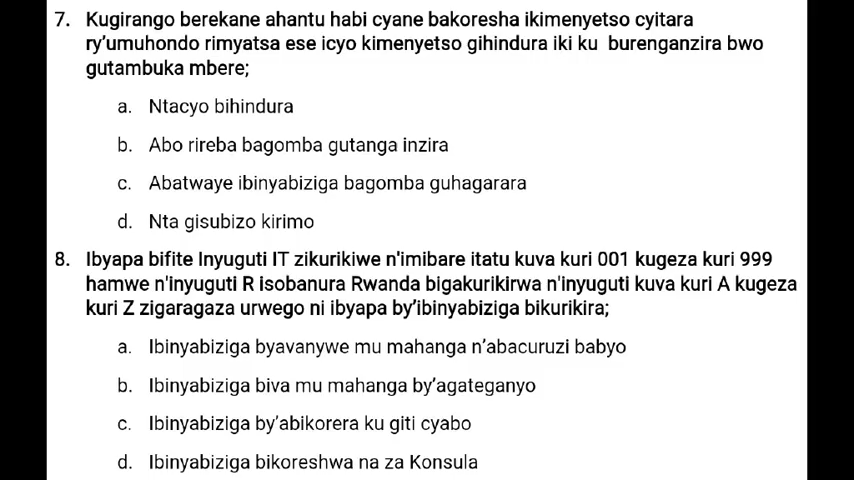 7. Kugirango berekane ahantu habi cyane bakoresha ikimenyetso cyitara
ry'umuhondo rimyatsa ese icyo kimenyetso gihindura iki ku burenganzira bwo
gutambuka mbere;
a. Ntacyo bihindura
b. Abo rireba bagomba gutanga inzira
c. Abatwaye ibinyabiziga bagomba guhagarara
d. Nta gisubizo kirimo
8. Ibyapa bifite Inyuguti IT zikurikiwe n'imibare itatu kuva kuri 001 kugeza kuri 999
hamwe n'inyuguti R isobanura Rwanda bigakurikirwa n'inyuguti kuva kuri A kugeza
kuri Z zigaragaza urwego ni ibyapa by'ibinyabiziga bikurikira;
a. Ibinyabiziga byavanywe mu mahanga n'abacuruzi babyo
b. Ibinyabiziga biva mu mahanga by'agateganyo
c. Ibinyabiziga by'abikorera ku giti cyabo
d. Ibinyabiziga bikoreshwa na za Konsula